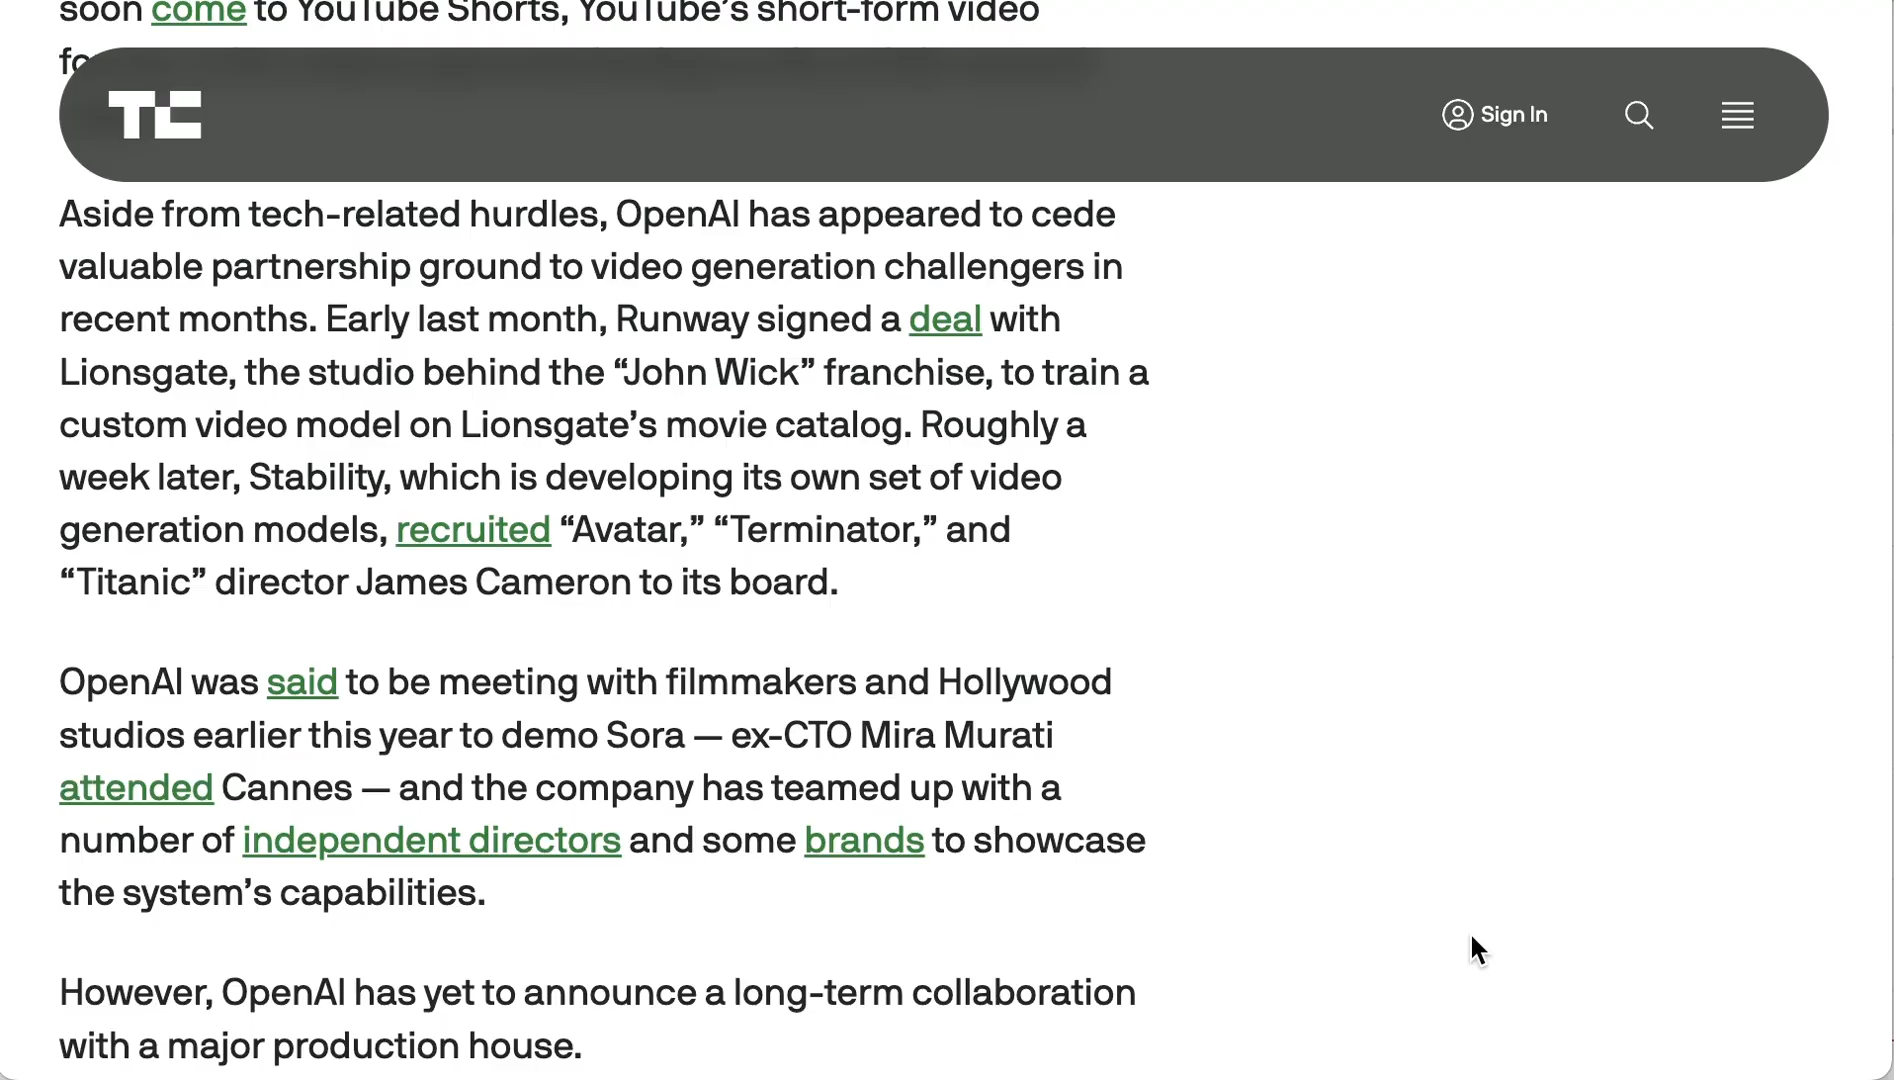 soon come to YouTube Shorts, YouTube’s short-form video
TC
Sign In
Aside from tech-related hurdles, OpenAI has appeared to cede
valuable partnership ground to video generation challengers in
recent months. Early last month, Runway signed a deal with
Lionsgate, the studio behind the “John Wick” franchise, to train a
custom video model on Lionsgate’s movie catalog. Roughly a
week later, Stability, which is developing its own set of video
generation models, recruited “Avatar,” “Terminator,” and
“Titanic” director James Cameron to its board.
OpenAI was said to be meeting with filmmakers and Hollywood
studios earlier this year to demo Sora — ex-CTO Mira Murati
attended Cannes — and the company has teamed up with a
number of independent directors and some brands to showcase
the system’s capabilities.
However, OpenAI has yet to announce a long-term collaboration
with a major production house.